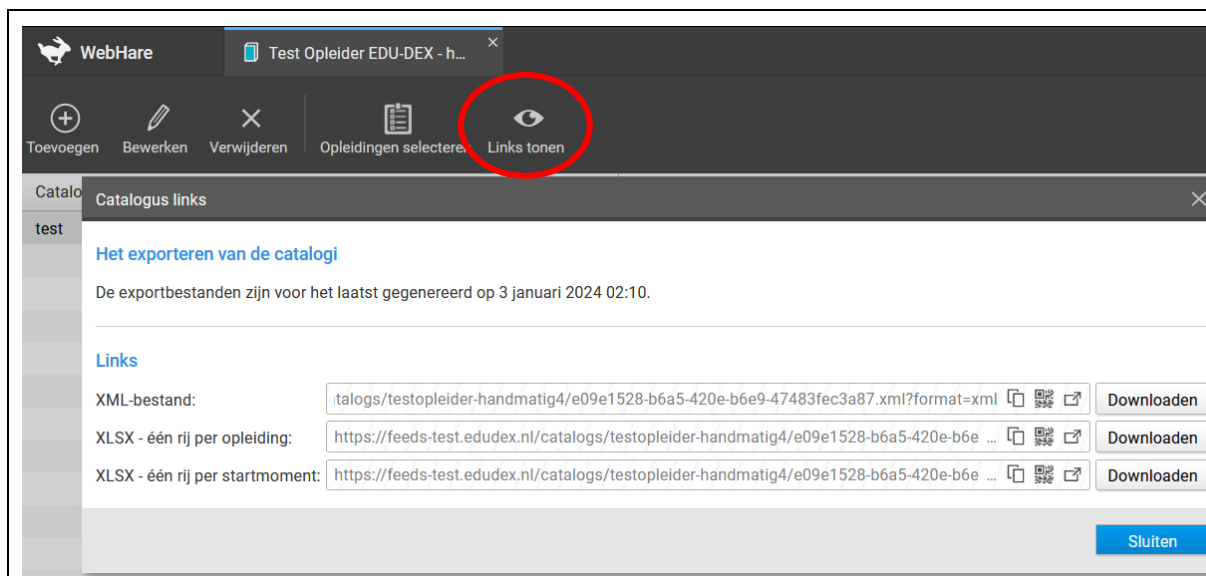 WebHare
Test Opleider EDU-DEX - h...
Toevoegen Bewerken Verwijderen Opleidingen selecteren Links tonen
Catalo
Catalogus links
test
Het exporteren van de catalogi
De exportbestanden zijn voor het laatst gegenereerd op 3 januari 2024 02:10.
Links
XML-bestand: ıtalogs/testopleider-handmatig4/e09e1528-b6a5-420e-b6e9-47483fec3a87.xml?format=xml Downloaden
XLSX - één rij per opleiding: https://feeds-test.edudex.nl/catalogs/testopleider-handmatig4/e09e1528-b6a5-420e-b6e ... Downloaden
XLSX - één rij per startmoment: https://feeds-test.edudex.nl/catalogs/testopleider-handmatig4/e09e1528-b6a5-420e-b6e ... Downloaden
Sluiten